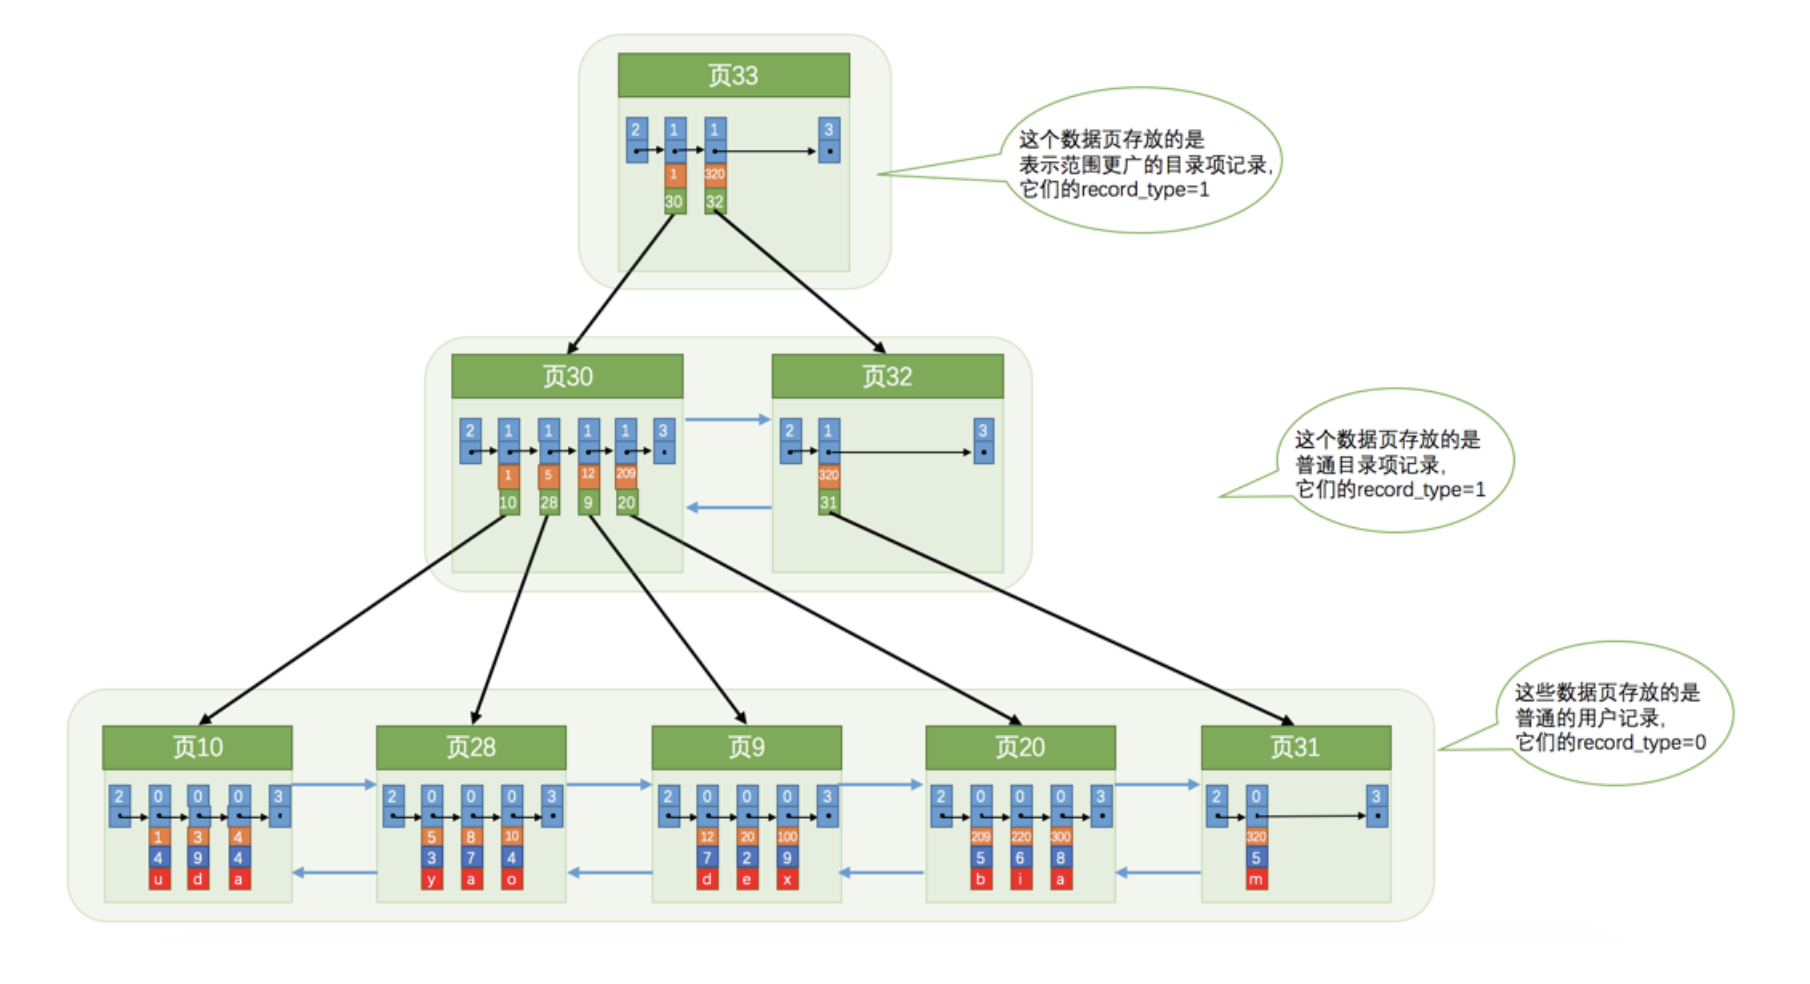 页33
2 1 1 3
1 320
30 32
这个数据页存放的是
表示范围更广的目录项记录,
它们的record_type=1
页30
2 1 1 1 1 3
1 5 12 209
10 28 9 20
页32
2 1 3
320
31
这个数据页存放的是
普通目录项记录,
它们的record_type=1
页10
2 0 0 0 3
1 3 4
4 9 4
u d a
页28
2 0 0 0 3
5 8 10
3 7 4
y a o
页9
2 0 0 0 3
12 20 100
7 2 9
d e x
页20
2 0 0 0 3
209 220 300
5 6 8
b i a
页31
2 0 3
320
5
m
这些数据页存放的是
普通的用户记录,
它们的record_type=0